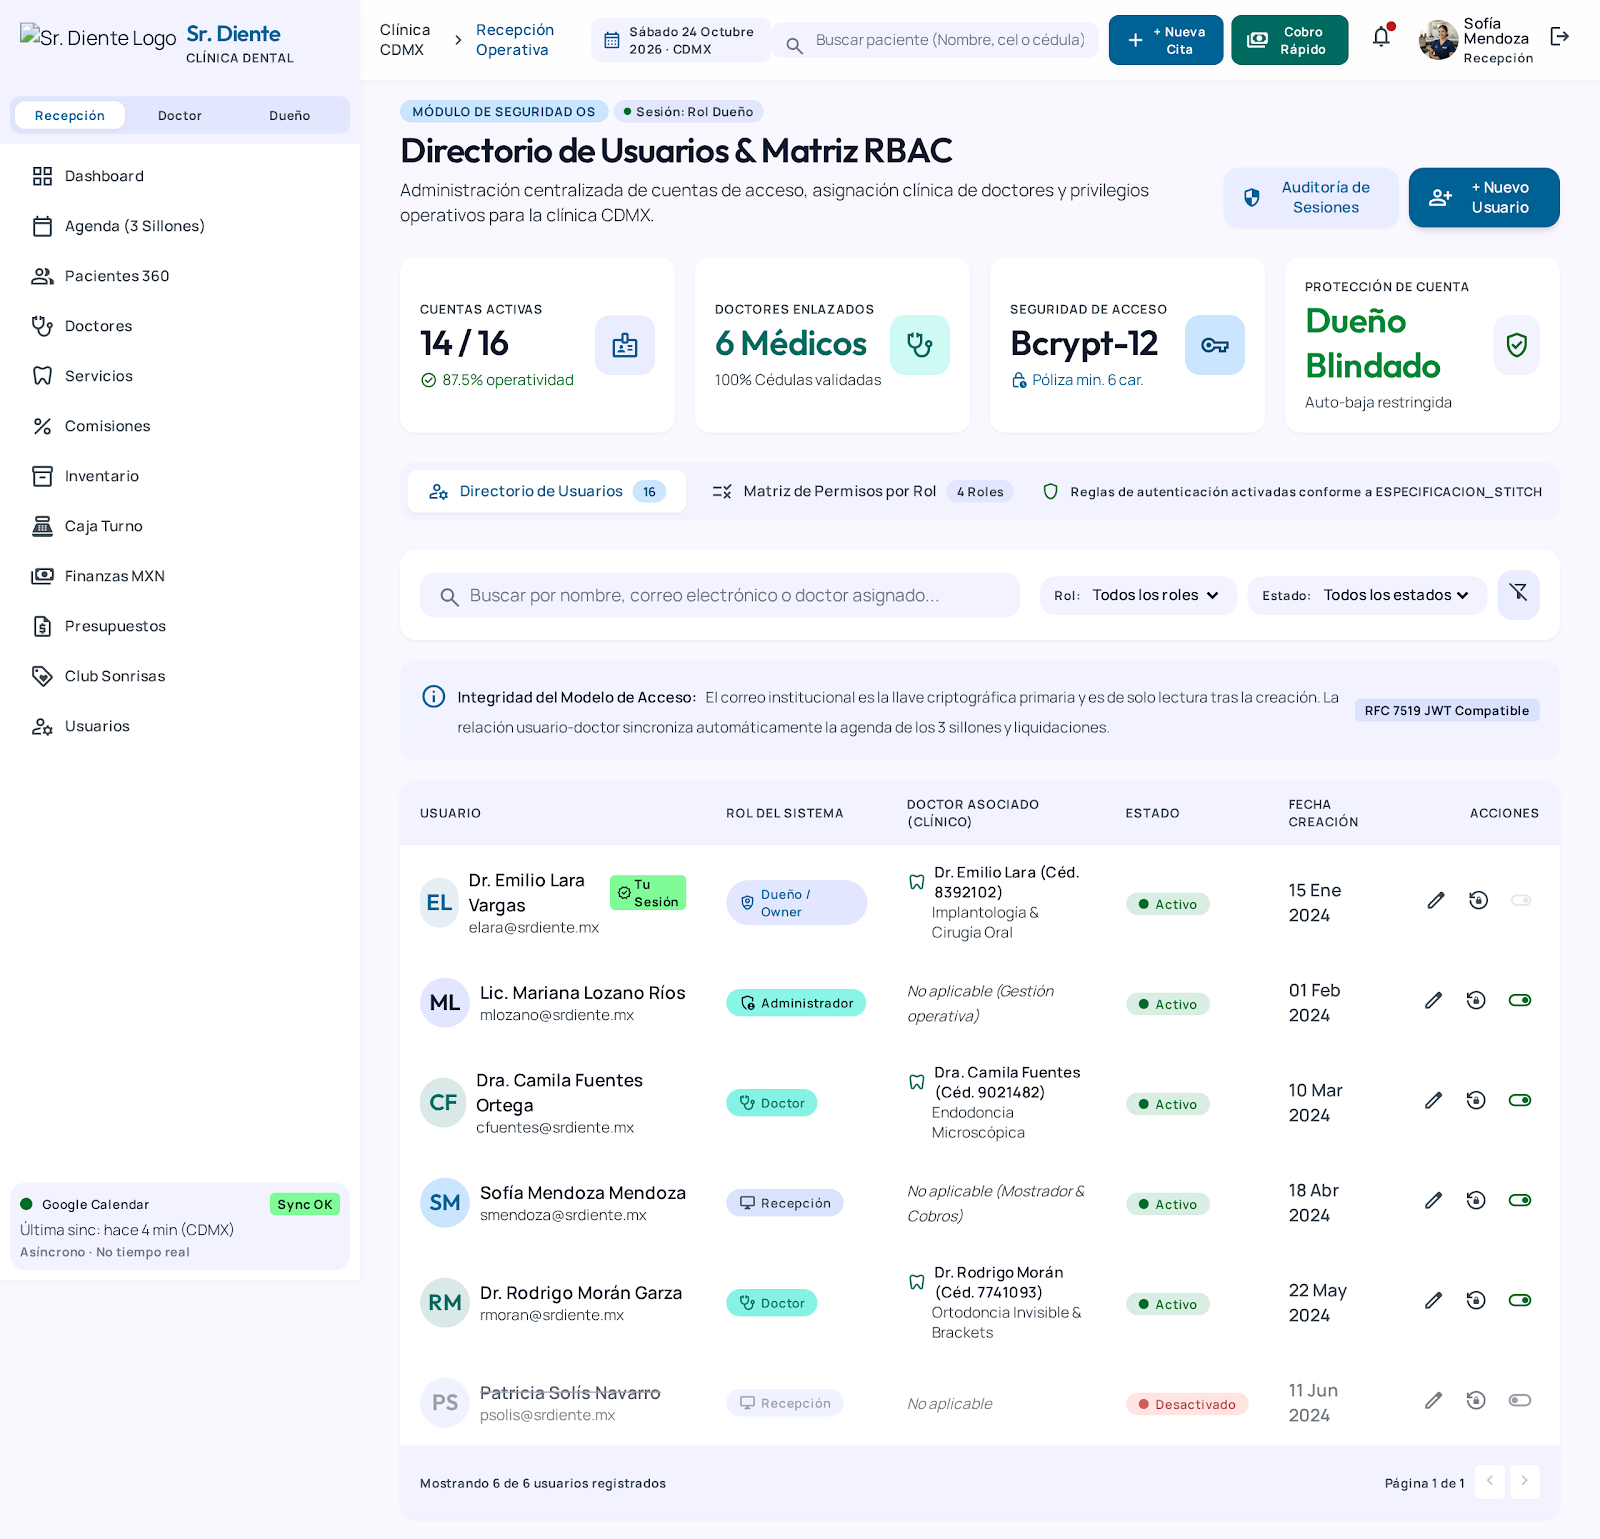 Sr. Diente Logo
Sr. Diente
CLÍNICA DENTAL
Recepción
Doctor
Dueño
Dashboard
Agenda (3 Sillones)
Pacientes 360
Doctores
Servicios
Comisiones
Inventario
Caja Turno
Finanzas MXN
Presupuestos
Club Sonrisas
Usuarios
Google Calendar
Sync OK
Última sinc: hace 4 min (CDMX)
Asíncrono · No tiempo real
Clínica
CDMX
Recepción
Operativa
Sábado 24 Octubre
2026 · CDMX
Buscar paciente (Nombre, cel o cédula)
+ Nueva
Cita
Cobro
Rápido
Sofía
Mendoza
Recepción
MÓDULO DE SEGURIDAD OS
Sesión: Rol Dueño
Directorio de Usuarios & Matriz RBAC
Administración centralizada de cuentas de acceso, asignación clínica de doctores y privilegios
operativos para la clínica CDMX.
Auditoría de
Sesiones
+ Nuevo
Usuario
CUENTAS ACTIVAS
14 / 16
87.5% operatividad
DOCTORES ENLAZADOS
6 Médicos
100% Cédulas validadas
SEGURIDAD DE ACCESO
Bcrypt-12
Póliza min. 6 car.
PROTECCIÓN DE CUENTA
Dueño
Blindado
Auto-baja restringida
Directorio de Usuarios 16
Matriz de Permisos por Rol 4 Roles
Reglas de autenticación activadas conforme a ESPECIFICACION_STITCH
Buscar por nombre, correo electrónico o doctor asignado...
Rol: Todos los roles
Estado: Todos los estados
Integridad del Modelo de Acceso: El correo institucional es la llave criptográfica primaria y es de solo lectura tras la creación. La
relación usuario-doctor sincroniza automáticamente la agenda de los 3 sillones y liquidaciones.
RFC 7519 JWT Compatible
USUARIO
ROL DEL SISTEMA
DOCTOR ASOCIADO
(CLÍNICO)
ESTADO
FECHA
CREACIÓN
ACCIONES
EL
Dr. Emilio Lara
Vargas
elara@srdiente.mx
Tu
Sesión
Dueño /
Owner
Dr. Emilio Lara (Céd.
8392102)
Implantología &
Cirugía Oral
Activo
15 Ene
2024
ML
Lic. Mariana Lozano Ríos
mlozano@srdiente.mx
Administrador
No aplicable (Gestión
operativa)
Activo
01 Feb
2024
CF
Dra. Camila Fuentes
Ortega
cfuentes@srdiente.mx
Doctor
Dra. Camila Fuentes
(Céd. 9021482)
Endodoncia
Microscópica
Activo
10 Mar
2024
SM
Sofía Mendoza Mendoza
smendoza@srdiente.mx
Recepción
No aplicable (Mostrador &
Cobros)
Activo
18 Abr
2024
RM
Dr. Rodrigo Morán Garza
rmoran@srdiente.mx
Doctor
Dr. Rodrigo Morán
(Céd. 7741093)
Ortodoncia Invisible &
Brackets
Activo
22 May
2024
PS
Patricia Solís Navarro
psolis@srdiente.mx
Recepción
No aplicable
Desactivado
11 Jun
2024
Mostrando 6 de 6 usuarios registrados
Página 1 de 1